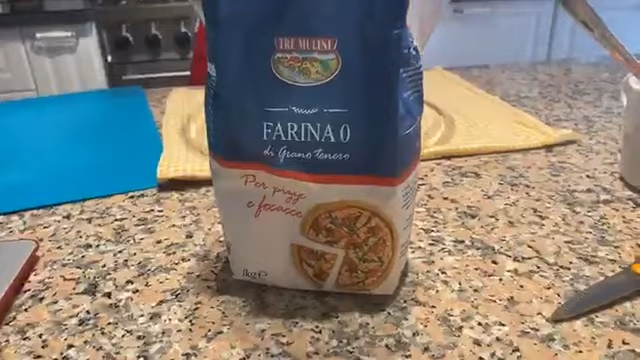 TRE MULINI
FARINA 0
di Grano tenero
Per pizze
e focacce
1kg e